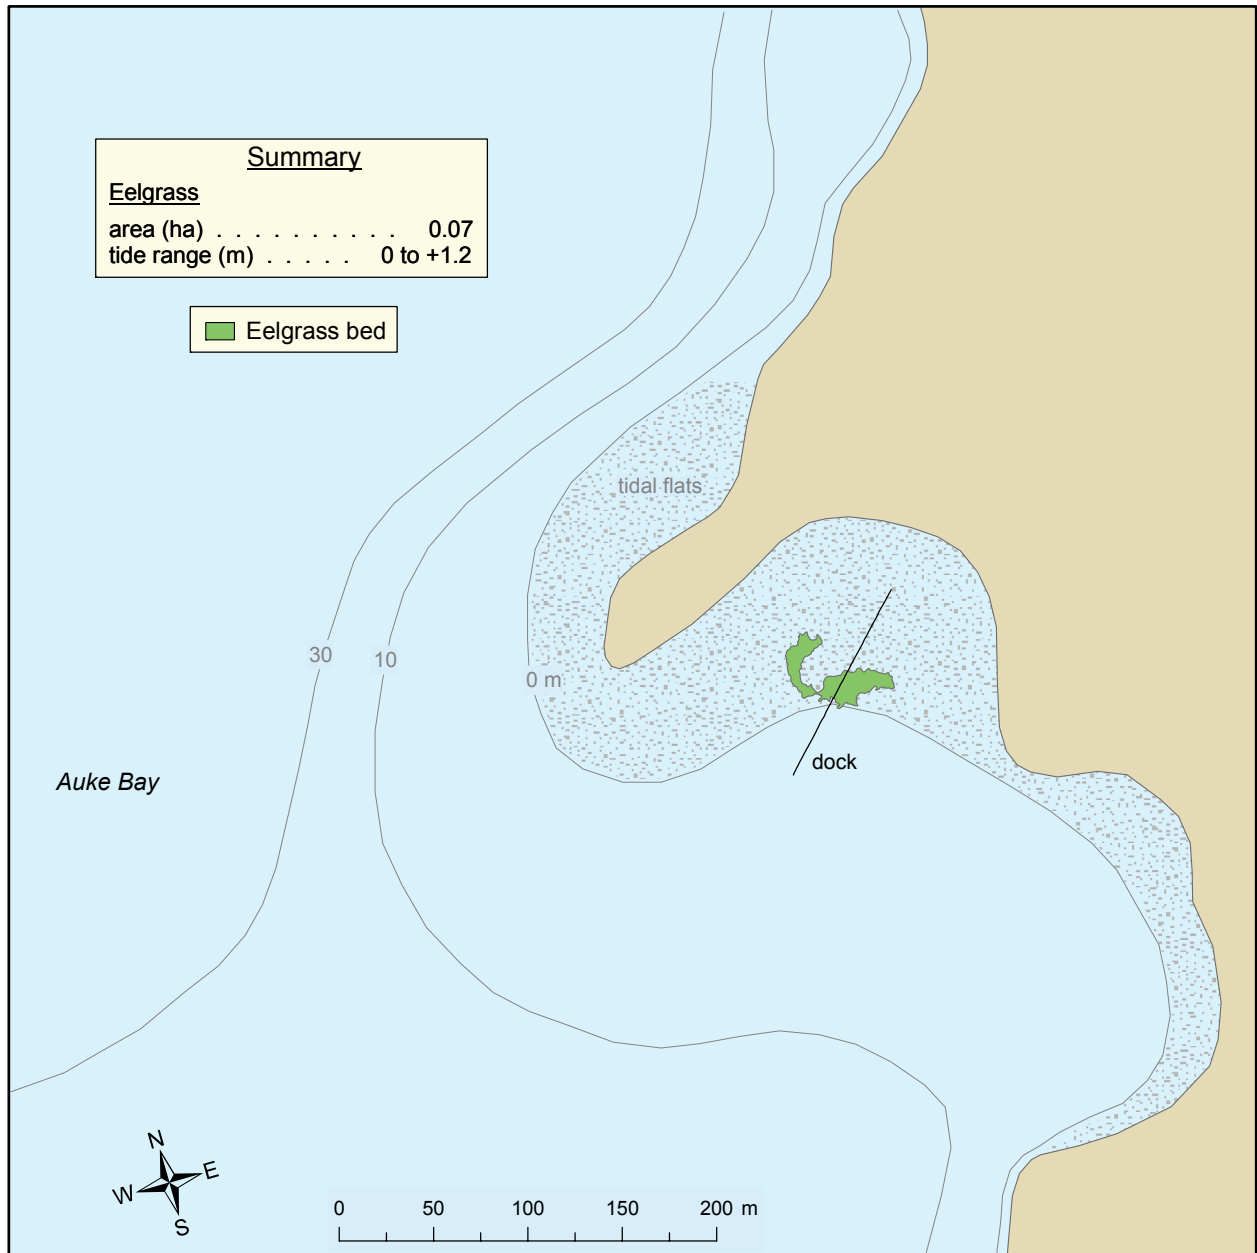 Summary
Eelgrass
area (ha) . . . . . . . . . . 0.07
tide range (m) . . . . . 0 to +1.2
Eelgrass bed
tidal flats
30
10
0 m
dock
Auke Bay
N
E
W
S
0 50 100 150 200 m